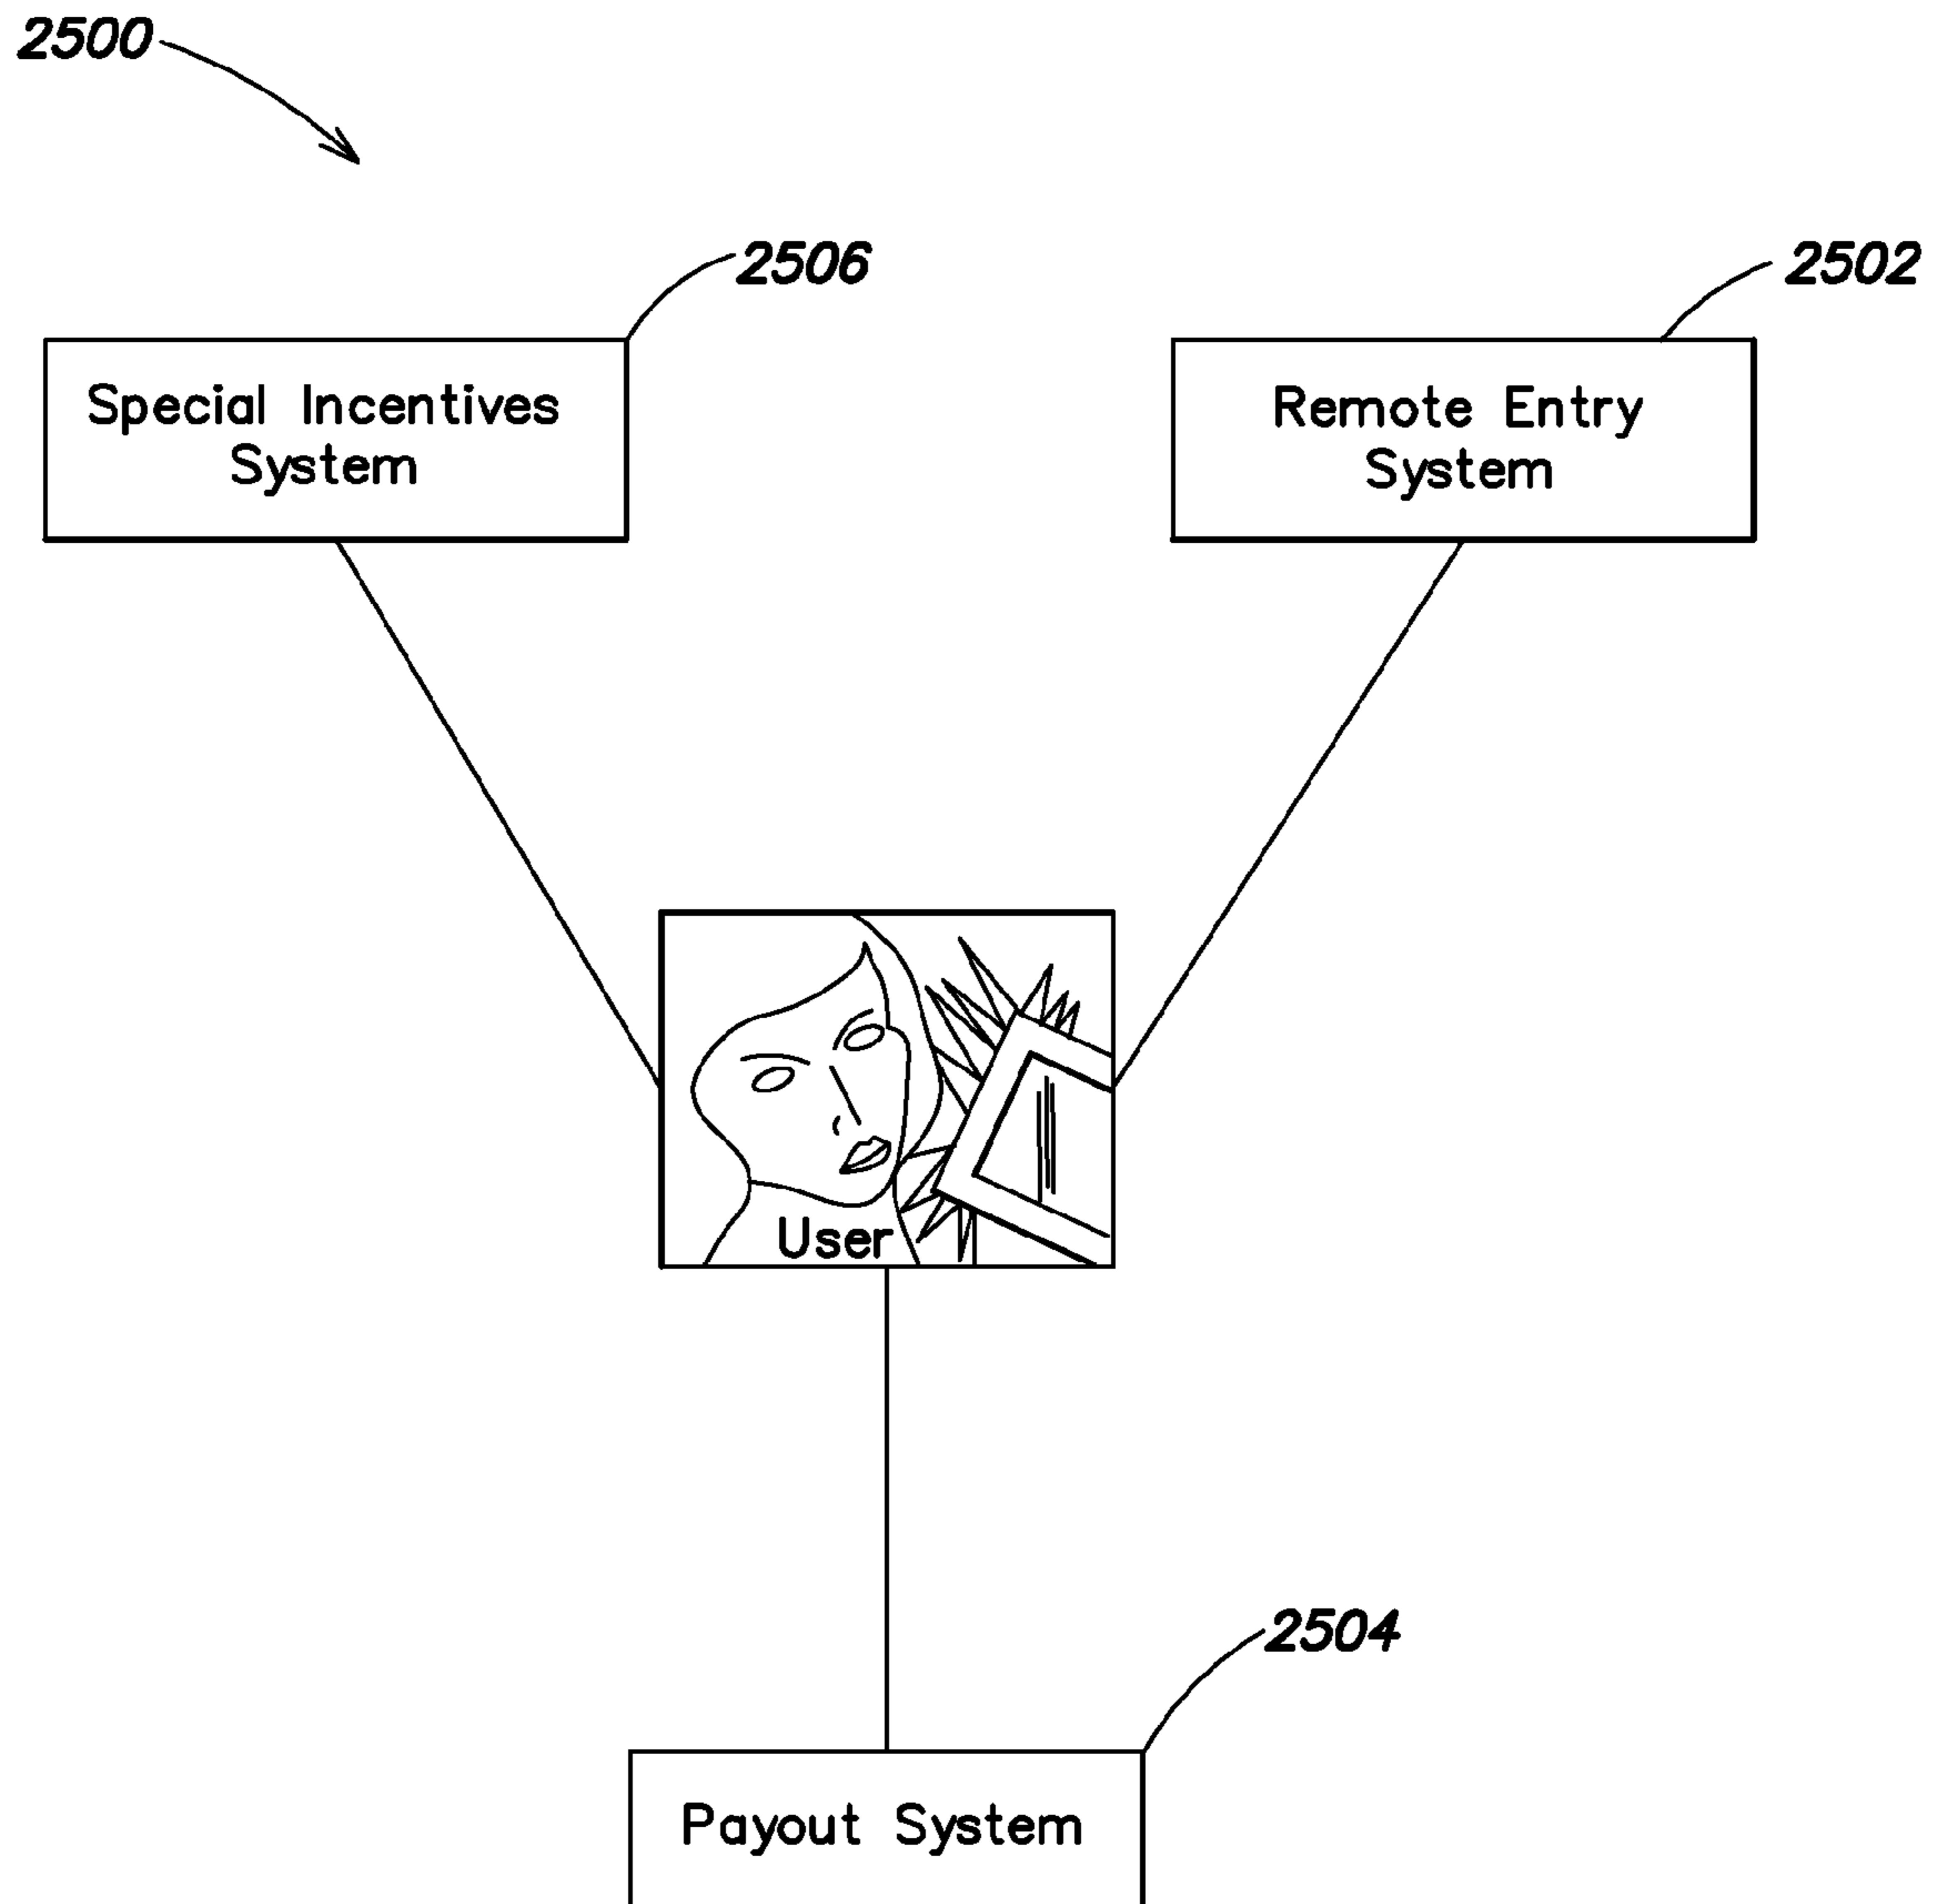 2500
2506
2502
Special Incentives
System
Remote Entry
System
User
2504
Payout System